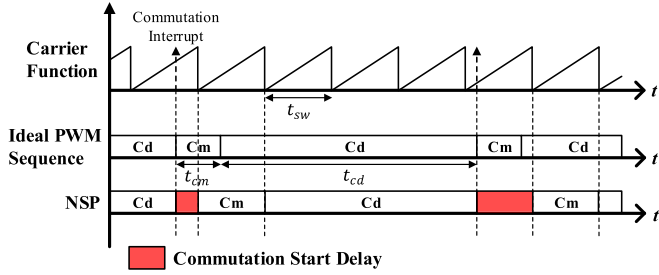 Commutation
Interrupt
Carrier
Function
t
t_sw
Ideal PWM
Sequence
Cd Cm Cd Cm Cd
t
t_cm t_cd
NSP
Cd Cm Cd Cm
t
Commutation Start Delay